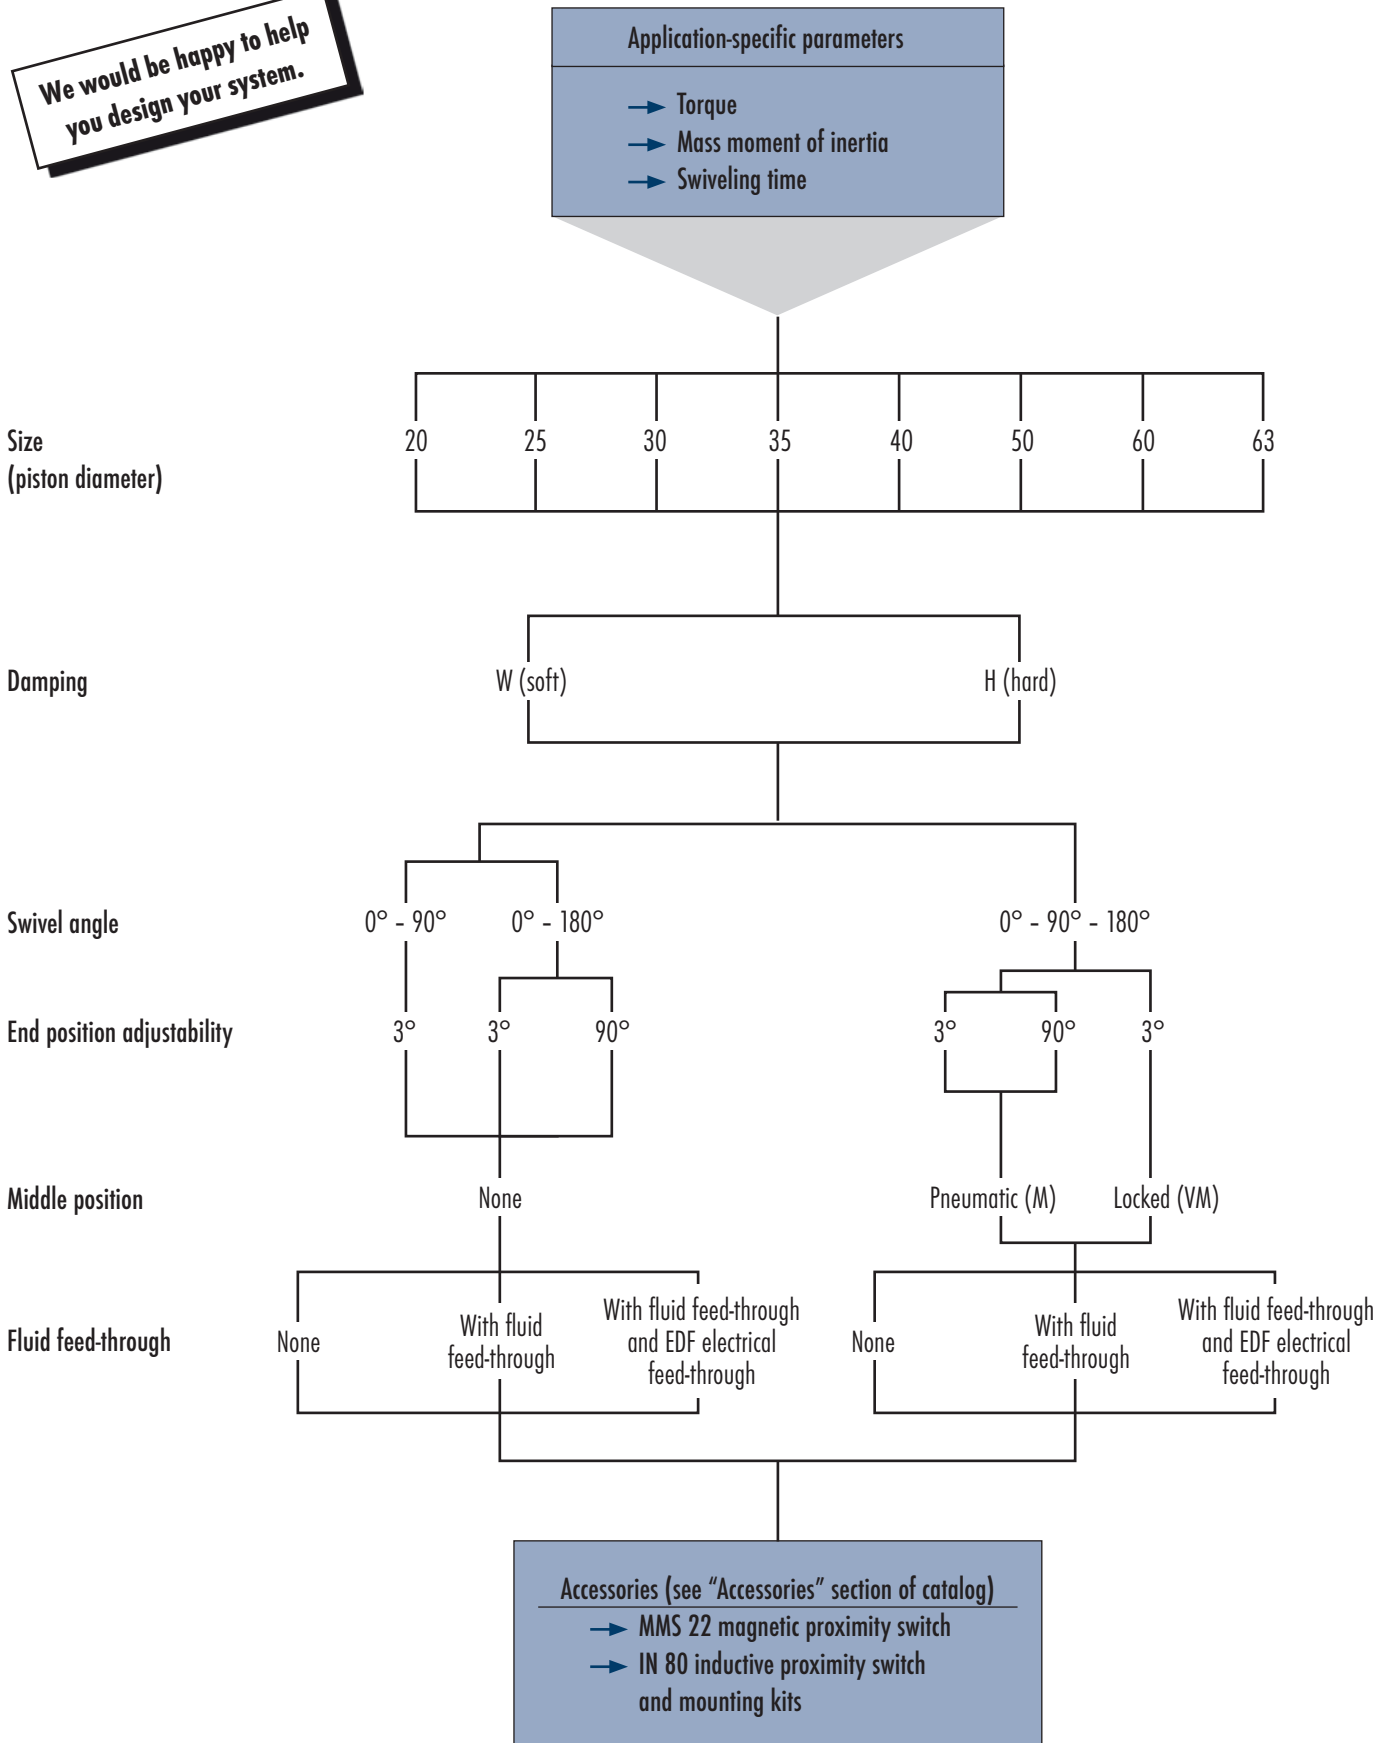 We would be happy to help
you design your system.
Application-specific parameters
Torque
Mass moment of inertia
Swiveling time
Size
(piston diameter)
20 25 30 35 40 50 60 63
Damping
W (soft) H (hard)
Swivel angle
0° – 90° 0° – 180° 0° – 90° – 180°
End position adjustability
3° 3° 90° 3° 90° 3°
Middle position
None Pneumatic (M) Locked (VM)
Fluid feed-through
None
With fluid
feed-through
With fluid feed-through
and EDF electrical
feed-through
None
With fluid
feed-through
With fluid feed-through
and EDF electrical
feed-through
Accessories (see “Accessories” section of catalog)
MMS 22 magnetic proximity switch
IN 80 inductive proximity switch
and mounting kits